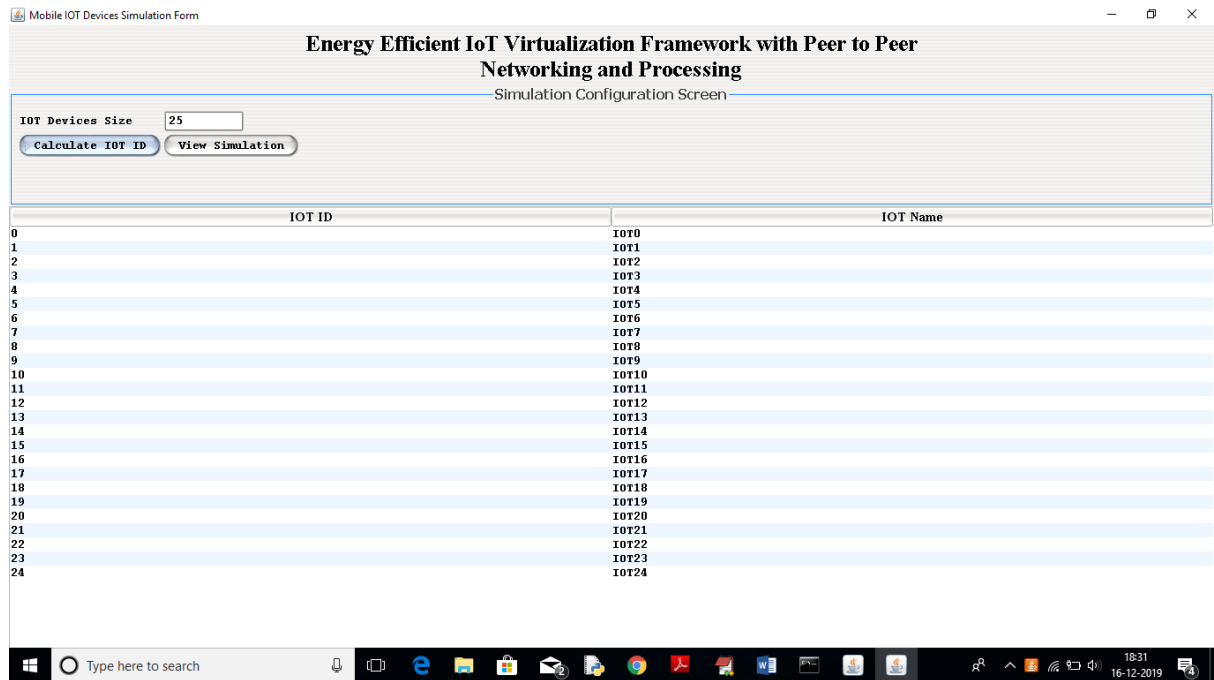 Mobile IOT Devices Simulation Form
Energy Efficient IoT Virtualization Framework with Peer to Peer
Networking and Processing
Simulation Configuration Screen
IOT Devices Size 25
Calculate IOT ID View Simulation
IOT ID IOT Name
0 IOT0
1 IOT1
2 IOT2
3 IOT3
4 IOT4
5 IOT5
6 IOT6
7 IOT7
8 IOT8
9 IOT9
10 IOT10
11 IOT11
12 IOT12
13 IOT13
14 IOT14
15 IOT15
16 IOT16
17 IOT17
18 IOT18
19 IOT19
20 IOT20
21 IOT21
22 IOT22
23 IOT23
24 IOT24
Type here to search
2
18:31
16-12-2019
4